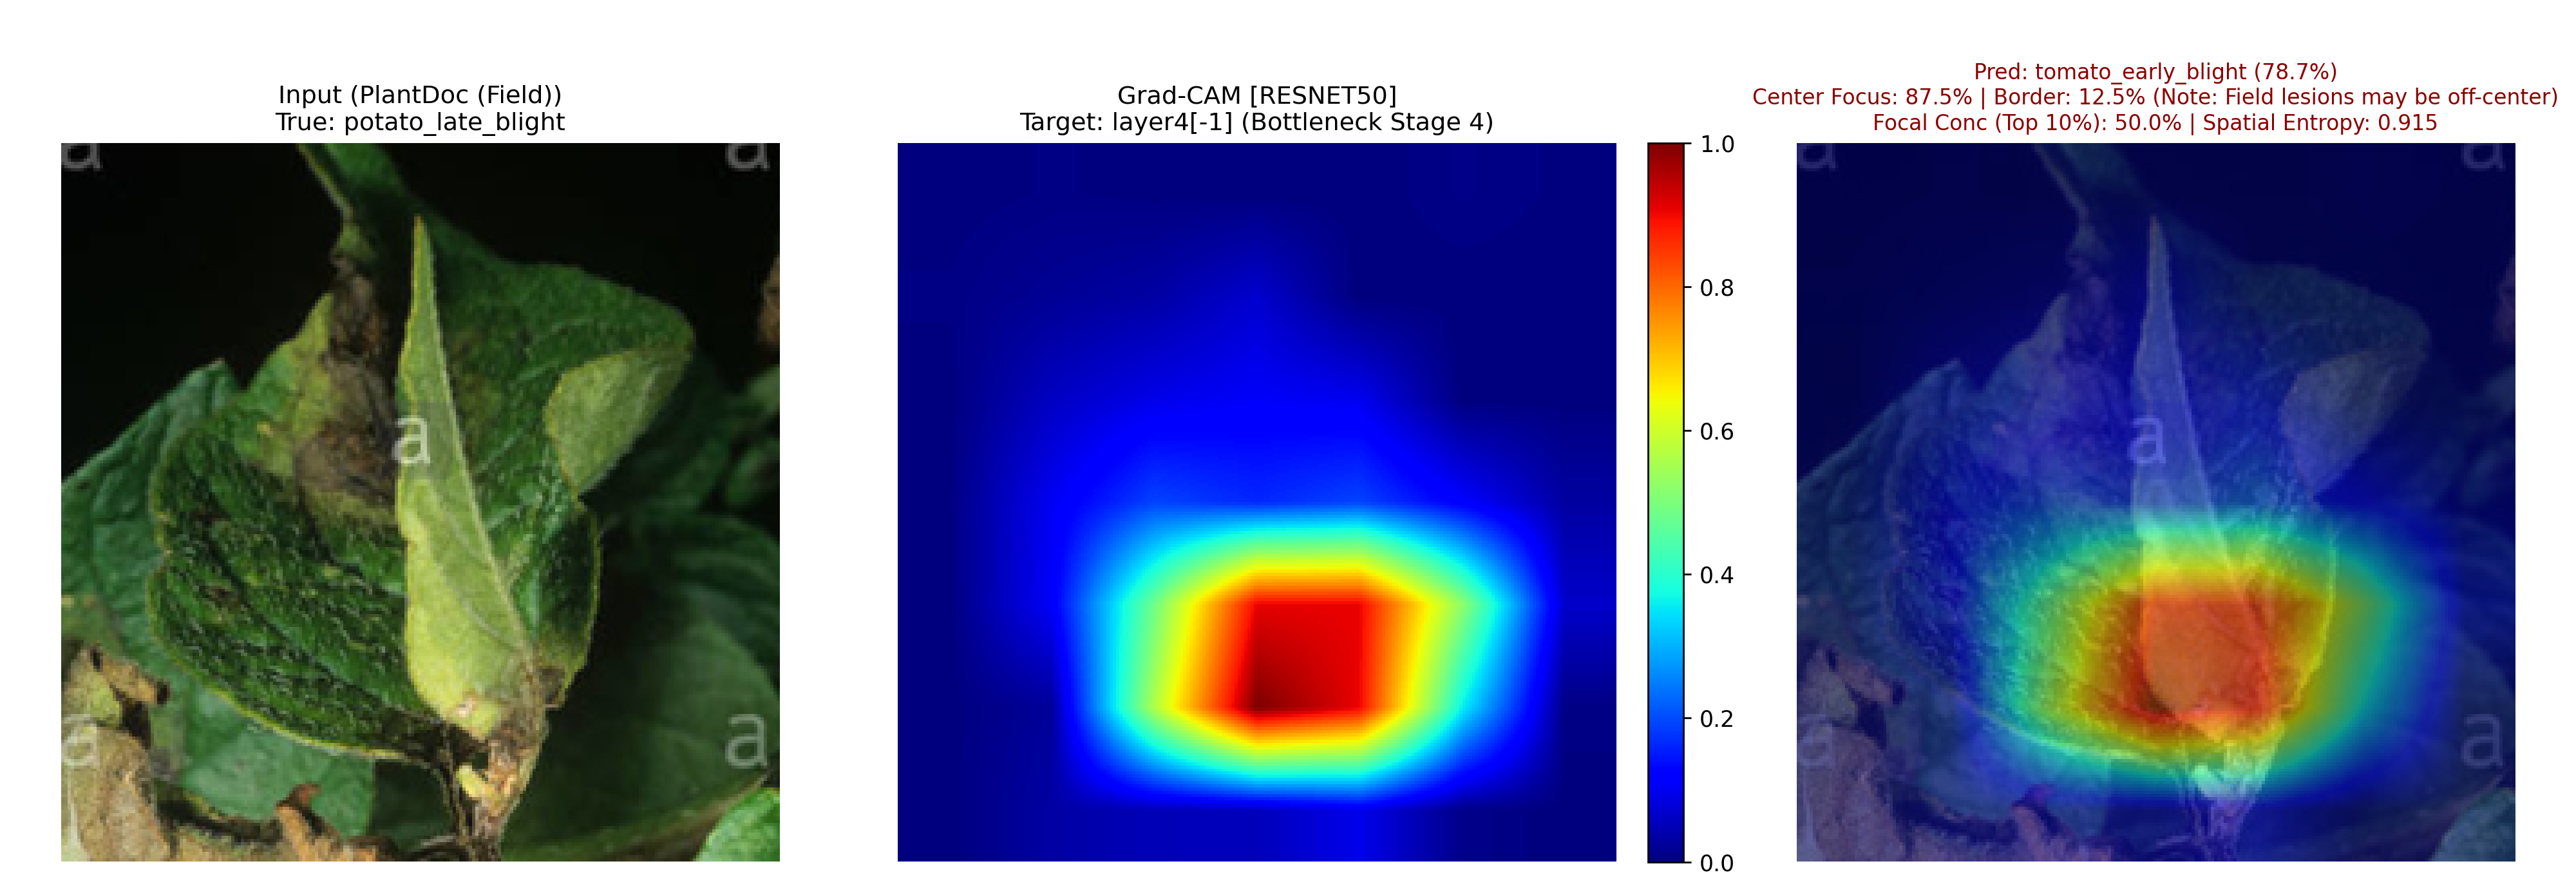 Input (PlantDoc (Field))
True: potato_late_blight
a
a
a
a
a
Grad-CAM [RESNET50]
Target: layer4[-1] (Bottleneck Stage 4)
1.0
0.8
0.6
0.4
0.2
0.0
Pred: tomato_early_blight (78.7%)
Center Focus: 87.5% | Border: 12.5% (Note: Field lesions may be off-center)
Focal Conc (Top 10%): 50.0% | Spatial Entropy: 0.915
a
a
a
a
a